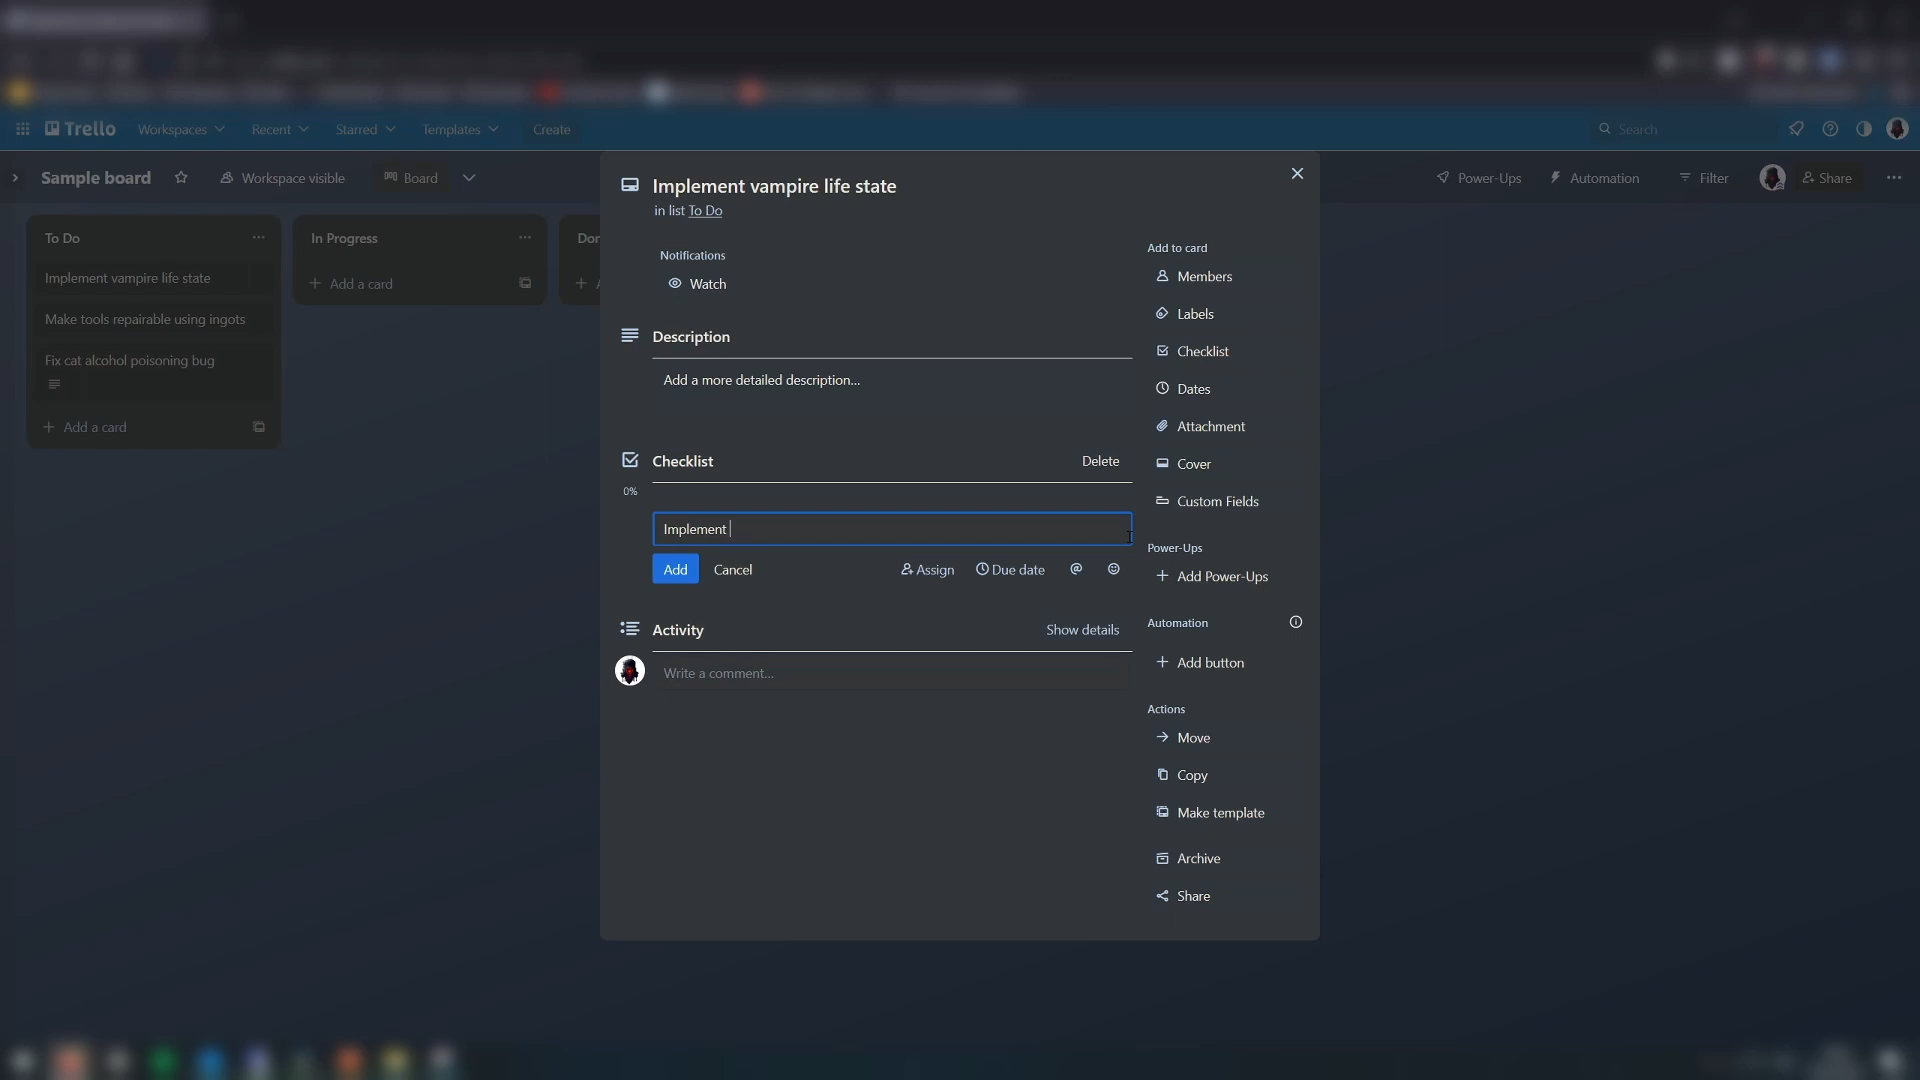 Trello
Workspaces
Recent
Starred
Templates
Create
Search
Sample board
Workspace visible
Board
Power-Ups
Automation
Filter
Share
To Do
Implement vampire life state
Make tools repairable using ingots
Fix cat alcohol poisoning bug
+ Add a card
In Progress
+ Add a card
Implement vampire life state
in list To Do
Notifications
Watch
Description
Add a more detailed description...
Checklist
Delete
0%
Implement
Add
Cancel
Assign
Due date
@
Activity
Show details
Write a comment...
Add to card
Members
Labels
Checklist
Dates
Attachment
Cover
Custom Fields
Power-Ups
+ Add Power-Ups
Automation
+ Add button
Actions
Move
Copy
Make template
Archive
Share